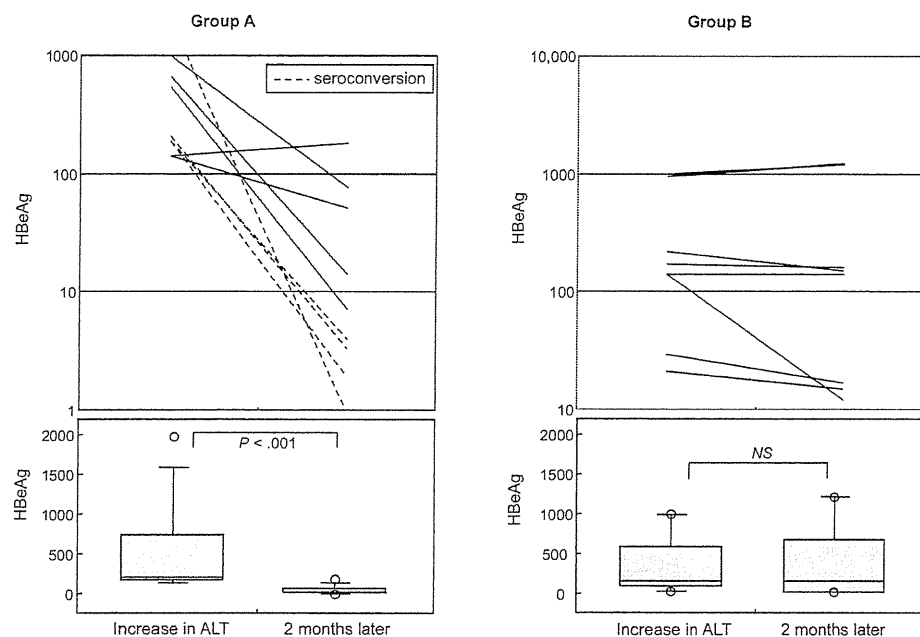 Group A
Group B
1000
100
10
1
HBeAg
seroconversion
10,000
1000
100
10
HBeAg
2000
1500
1000
500
0
HBeAg
P < .001
Increase in ALT
2 months later
2000
1500
1000
500
0
HBeAg
NS
Increase in ALT
2 months later